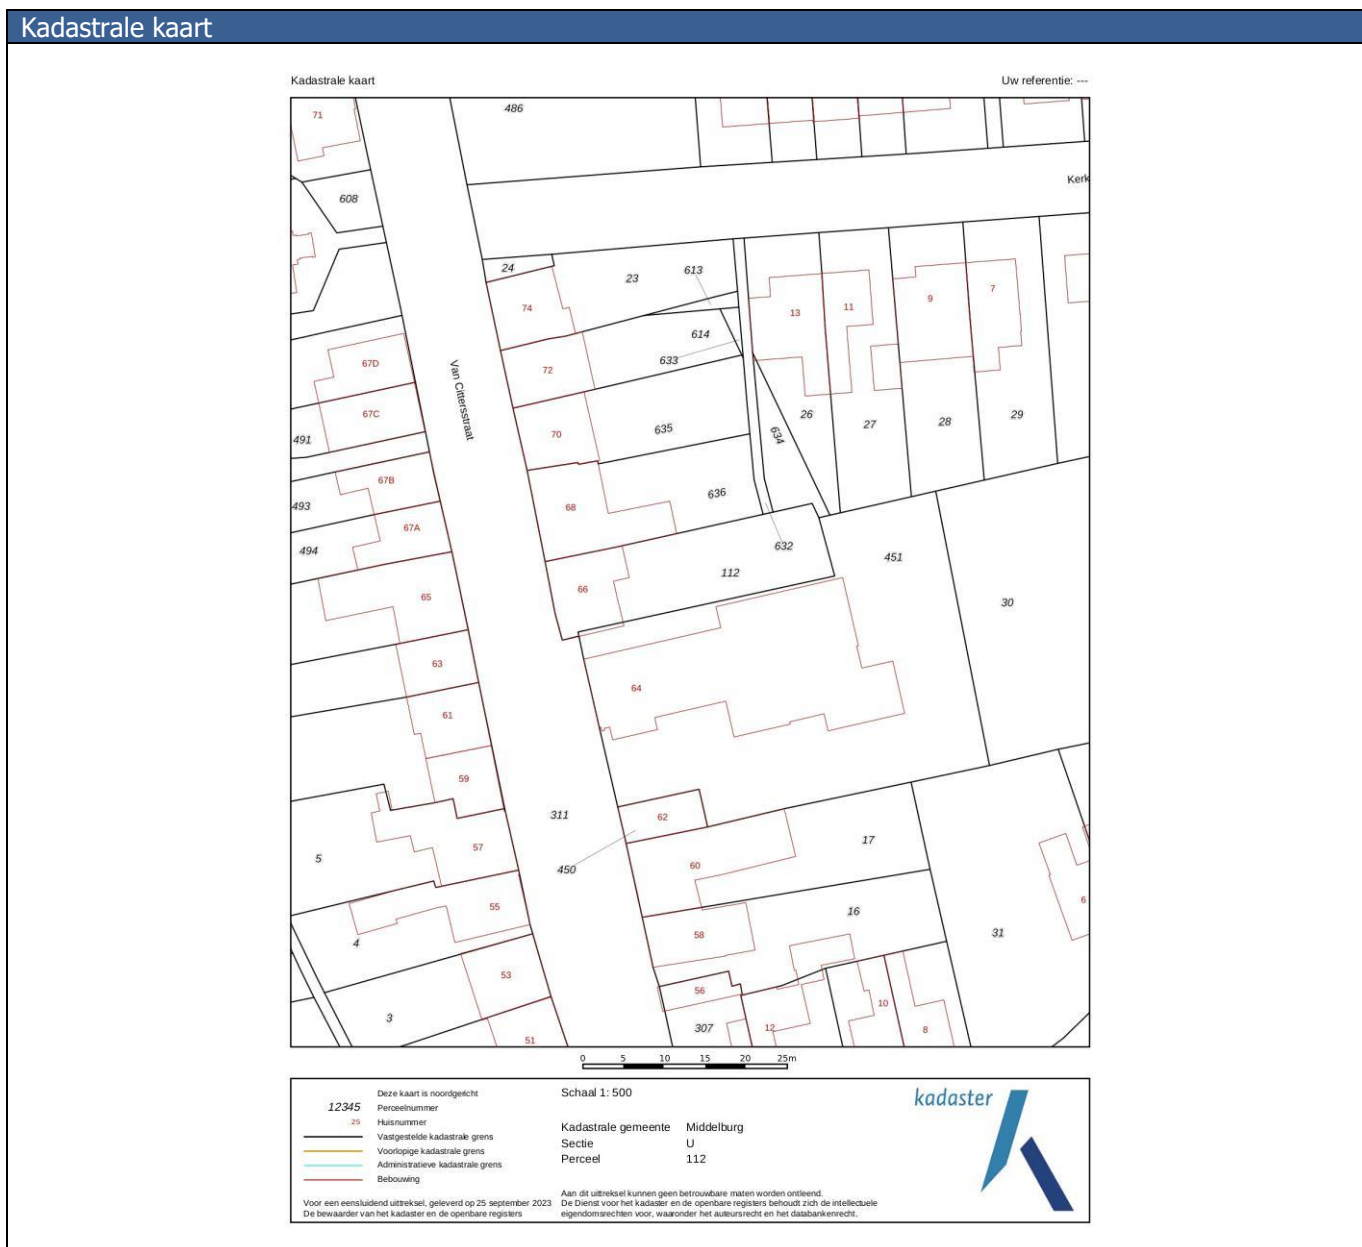 Kadastrale kaart
Kadastrale kaart
Uw referentie: ---
71
486
Kerk
608
24
23
613
74
614
13
11
9
7
67D
72
633
Van Cittersstraat
67C
491
70
635
26
634
27
28
29
67B
493
68
636
67A
494
632
112
451
66
65
30
63
64
61
59
311
62
5
57
450
60
17
55
58
16
6
4
31
53
56
10
3
307
12
8
51
0 5 10 15 20 25m
Deze kaart is noordgericht
12345 Perceelnummer
25 Huisnummer
Vastgestelde kadastrale grens
Voorlopige kadastrale grens
Administratieve kadastrale grens
Bebouwing
Voor een eensluidend uittreksel, geleverd op 25 september 2023
De bewaarder van het kadaster en de openbare registers
Schaal 1: 500
Kadastrale gemeente Middelburg
Sectie U
Perceel 112
Aan dit uittreksel kunnen geen betrouwbare maten worden ontleend.
De Dienst voor het kadaster en de openbare registers behoudt zich de intellectuele
eigendomsrechten voor, waaronder het auteursrecht en het databankenrecht.
kadaster